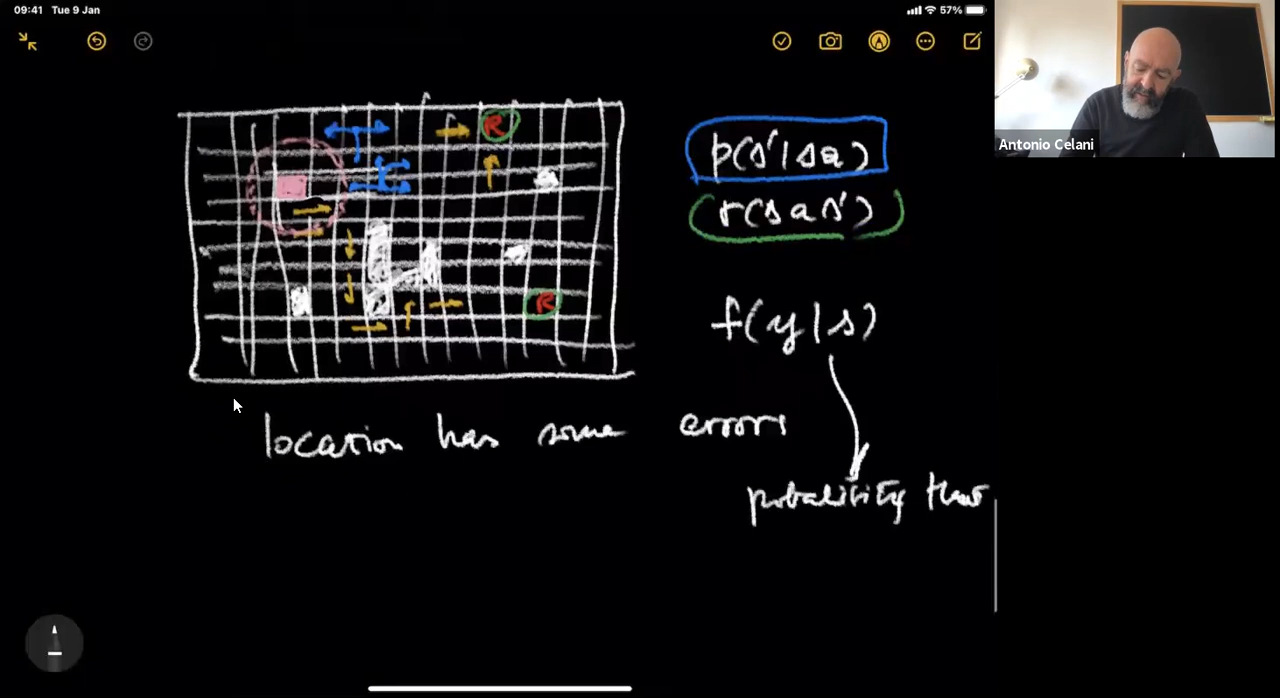 09:41 Tue 9 Jan
57%
Antonio Celani
R
p(s'|sa)
r(sas')
R
f(y|s)
location has some errors
probability that